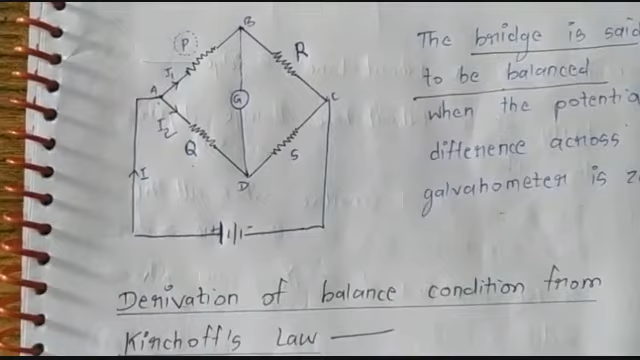 B
P
R
I1
A
G
C
I2
Q
S
D
I
The bridge is said
to be balanced
when the potentia
difference across
galvanometer is z
Derivation of balance condition from
Kirchoff's Law